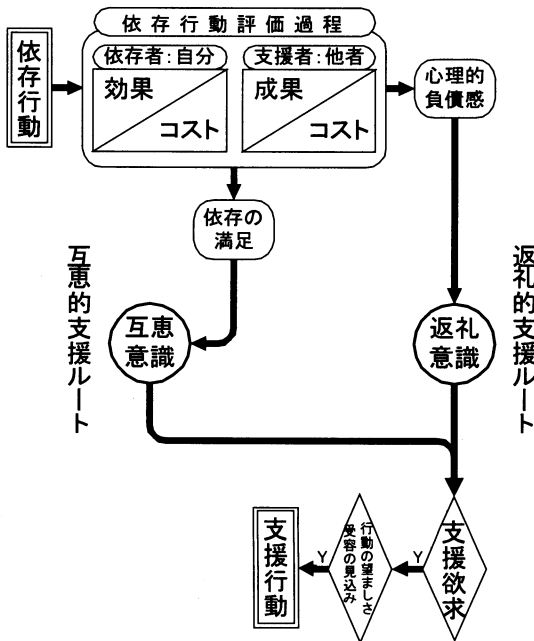 依存行動評価過程
依存行動
依存者:自分
効果
コスト
支援者:他者
成果
コスト
心理的
負債感
依存の
満足
互恵的支援ルート
互恵
意識
返礼
意識
返礼的支援ルート
支援欲求
Y
行動の望ましさ
受容の見込み
Y
支援行動